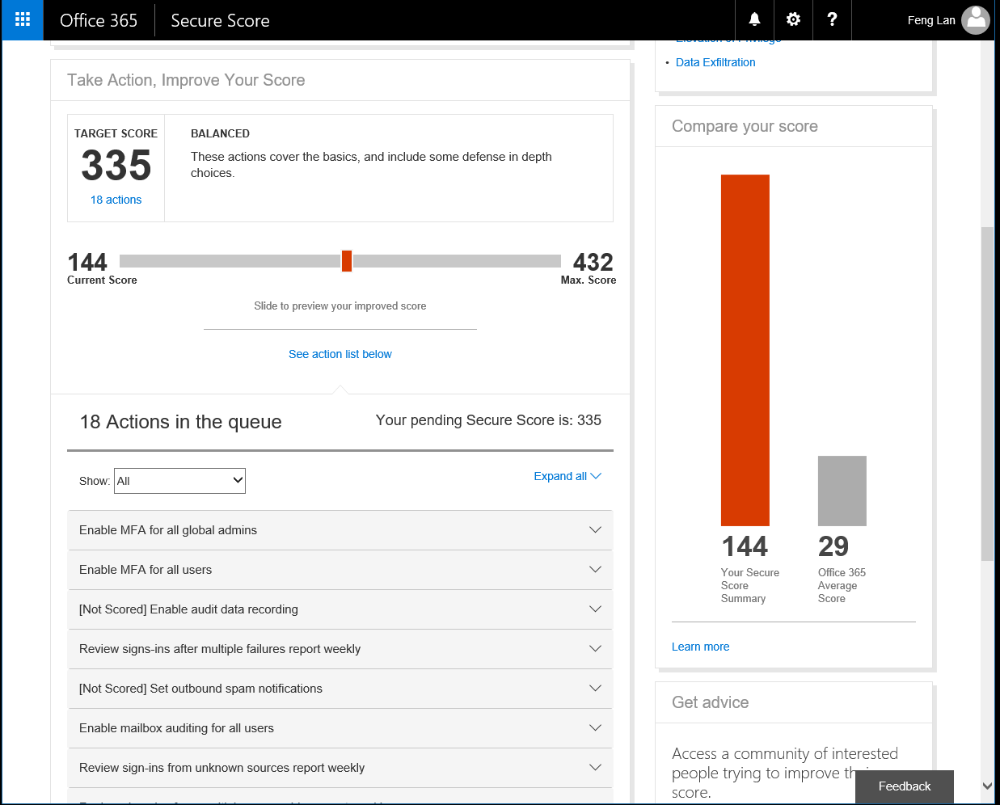 Office 365
Secure Score
?
Feng Lan
Take Action, Improve Your Score
TARGET SCORE
335
18 actions
BALANCED
These actions cover the basics, and include some defense in depth
choices.
144
Current Score
432
Max. Score
Slide to preview your improved score
See action list below
18 Actions in the queue
Your pending Secure Score is: 335
Show:
All
Expand all
Enable MFA for all global admins
Enable MFA for all users
[Not Scored] Enable audit data recording
Review signs-ins after multiple failures report weekly
[Not Scored] Set outbound spam notifications
Enable mailbox auditing for all users
Review sign-ins from unknown sources report weekly
Elevation of Privilege
• Data Exfiltration
Compare your score
144
Your Secure
Score
Summary
29
Office 365
Average
Score
Learn more
Get advice
Access a community of interested
people trying to improve
score.
Feedback